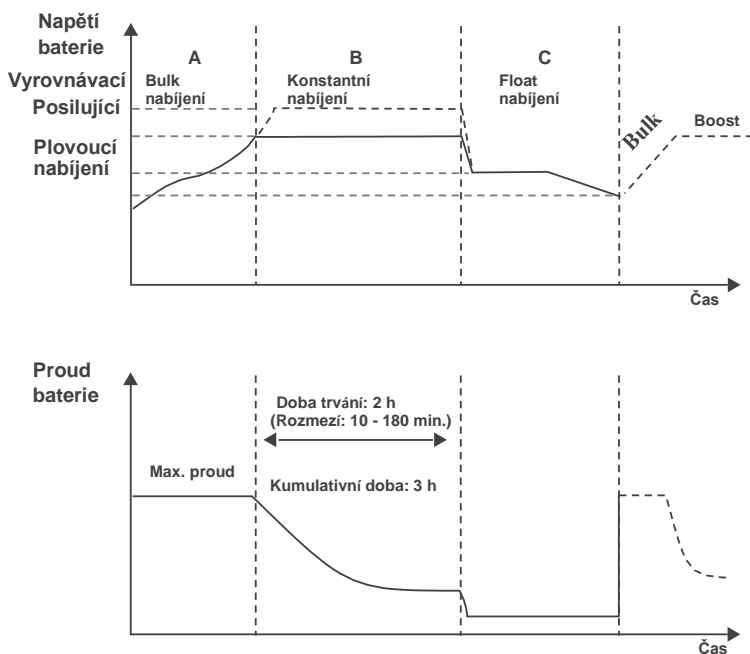 Napětí
baterie
A
B
C
Vyrovnávací
Posilující
Bulk
nabíjení
Konstantní
nabíjení
Float
nabíjení
Bulk
Boost
Plovoucí
nabíjení
Čas
Proud
baterie
Doba trvání: 2 h
(Rozmezí: 10 - 180 min.)
Max. proud
Kumulativní doba: 3 h
Čas